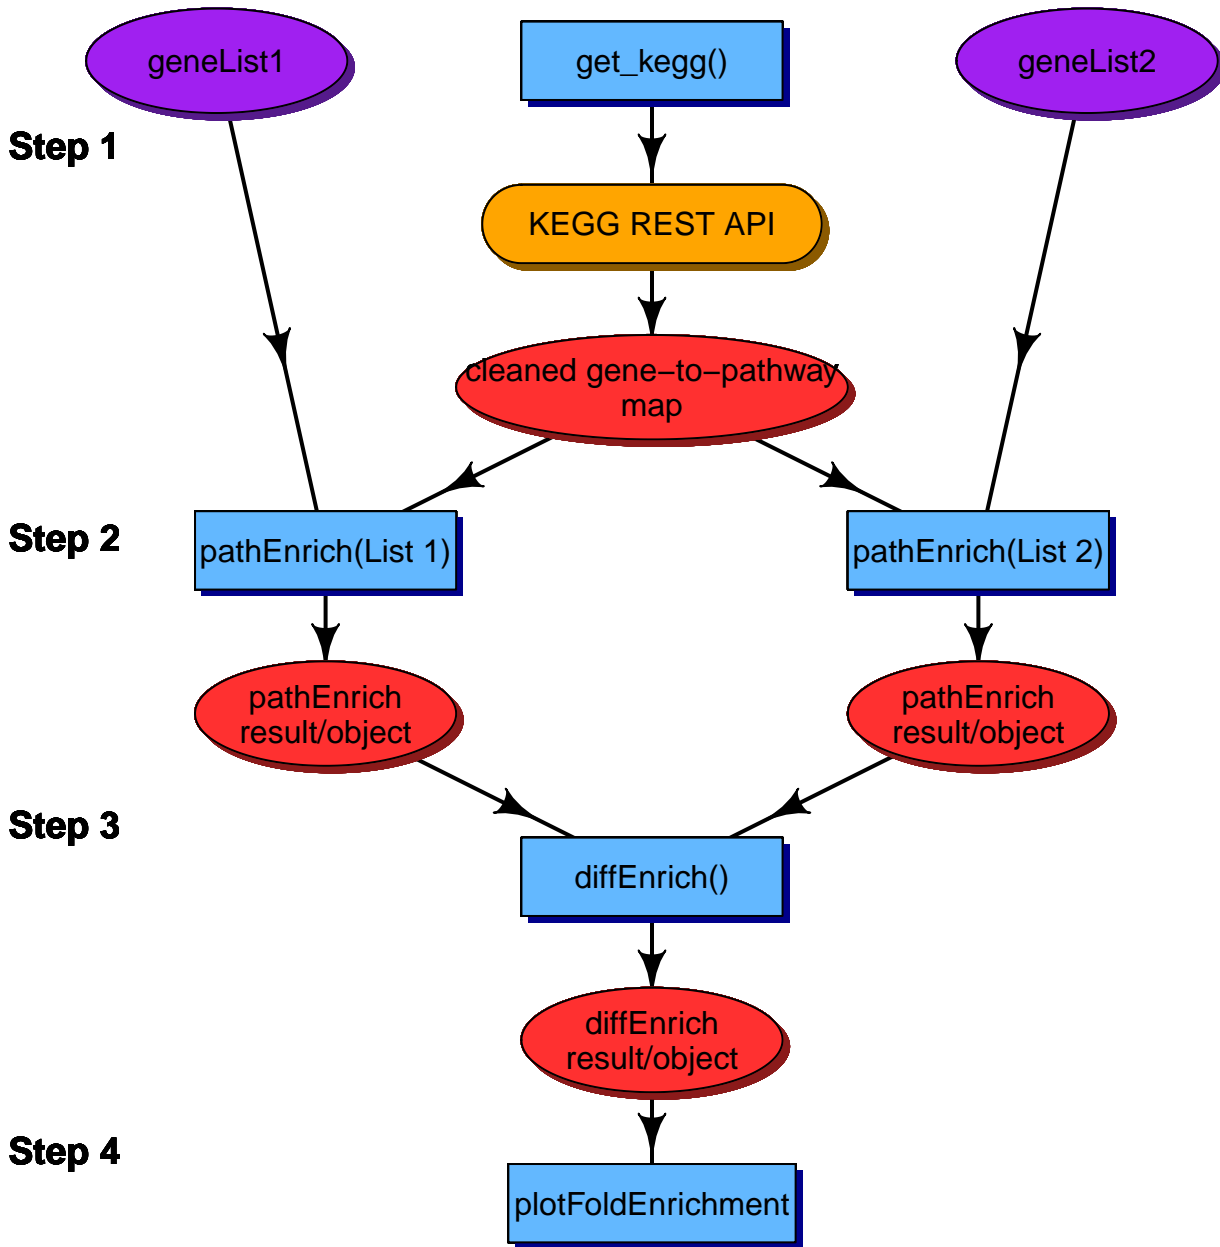 geneList1
get_kegg()
geneList2
Step 1
KEGG REST API
cleaned gene−to−pathway
map
Step 2
pathEnrich(List 1)
pathEnrich(List 2)
pathEnrich
result/object
pathEnrich
result/object
Step 3
diffEnrich()
diffEnrich
result/object
Step 4
plotFoldEnrichment